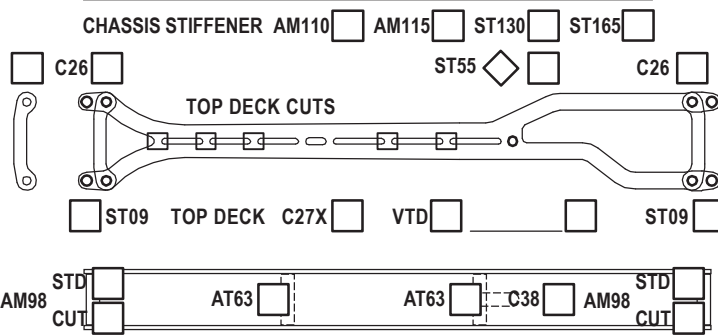 CHASSIS STIFFENER AM110 AM115 ST130 ST165
C26 ST55 C26
TOP DECK CUTS
ST09 TOP DECK C27X VTD ST09
STD STD
AM98 AT63 AT63 C38 AM98
CUT CUT